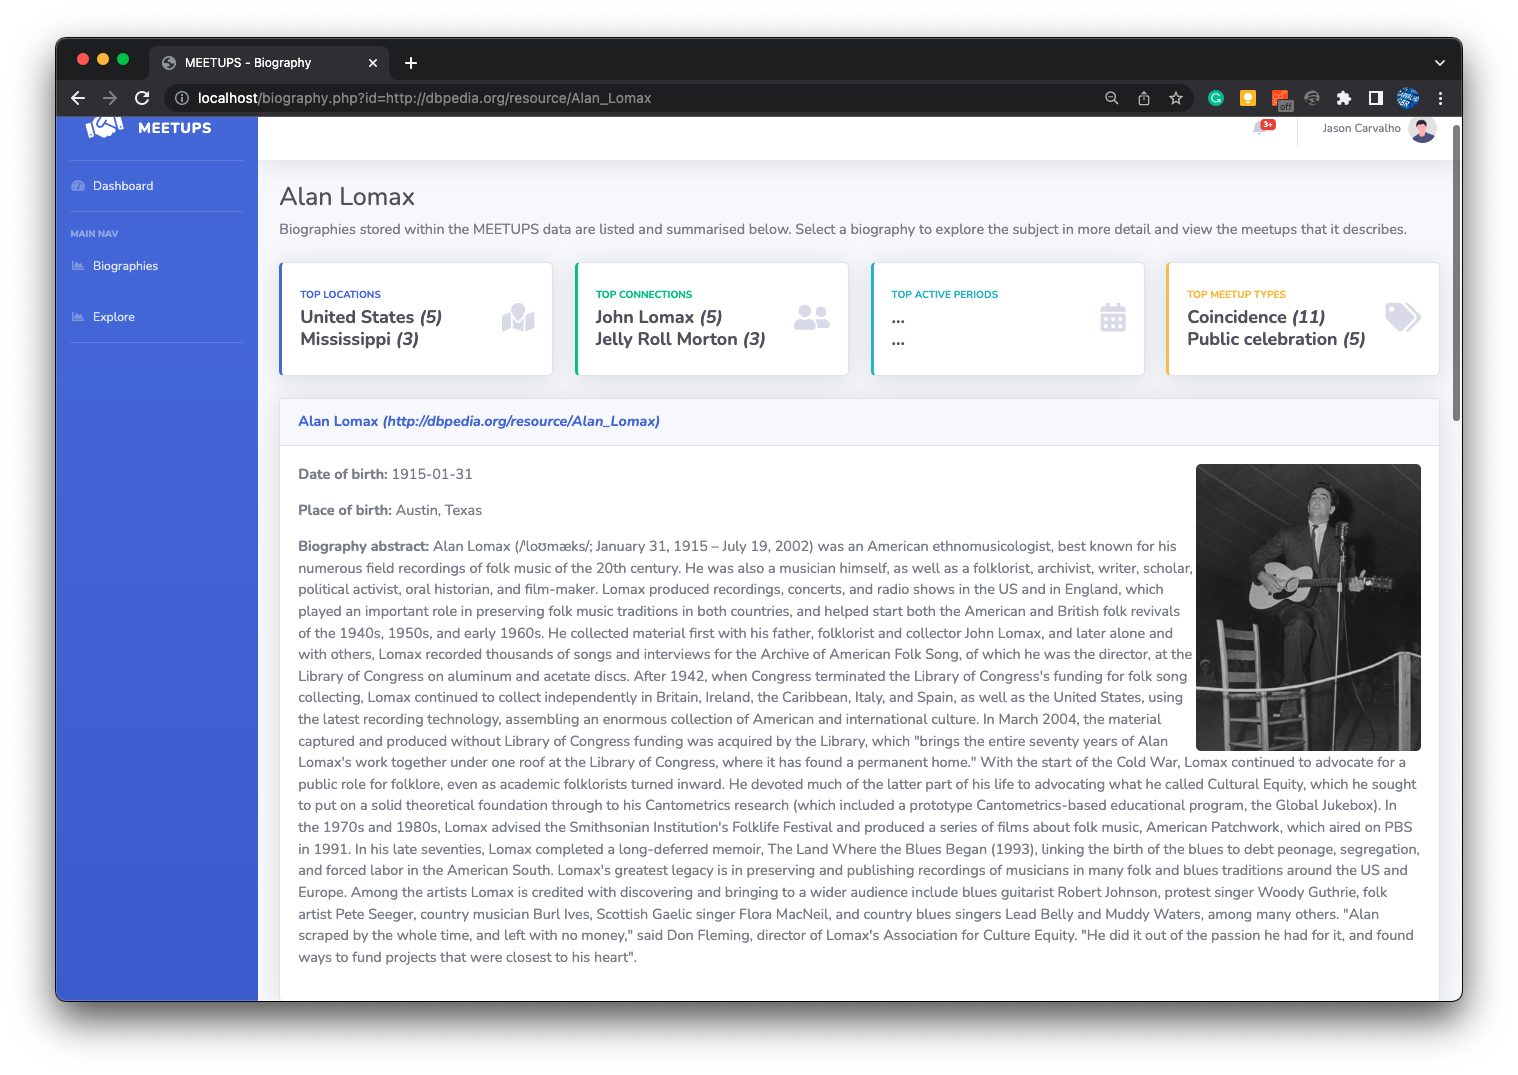 MEETUPS - Biography
localhost/biography.php?id=http://dbpedia.org/resource/Alan_Lomax
off
MEETUPS
3+
Jason Carvalho
Dashboard
MAIN NAV
Biographies
Explore
Alan Lomax
Biographies stored within the MEETUPS data are listed and summarised below. Select a biography to explore the subject in more detail and view the meetups that it describes.
TOP LOCATIONS
United States (5)
Mississippi (3)
TOP CONNECTIONS
John Lomax (5)
Jelly Roll Morton (3)
TOP ACTIVE PERIODS
...
...
TOP MEETUP TYPES
Coincidence (11)
Public celebration (5)
Alan Lomax (http://dbpedia.org/resource/Alan_Lomax)
Date of birth: 1915-01-31
Place of birth: Austin, Texas
Biography abstract: Alan Lomax (/ˈloʊmæks/; January 31, 1915 – July 19, 2002) was an American ethnomusicologist, best known for his
numerous field recordings of folk music of the 20th century. He was also a musician himself, as well as a folklorist, archivist, writer, scholar,
political activist, oral historian, and film-maker. Lomax produced recordings, concerts, and radio shows in the US and in England, which
played an important role in preserving folk music traditions in both countries, and helped start both the American and British folk revivals
of the 1940s, 1950s, and early 1960s. He collected material first with his father, folklorist and collector John Lomax, and later alone and
with others, Lomax recorded thousands of songs and interviews for the Archive of American Folk Song, of which he was the director, at the
Library of Congress on aluminum and acetate discs. After 1942, when Congress terminated the Library of Congress's funding for folk song
collecting, Lomax continued to collect independently in Britain, Ireland, the Caribbean, Italy, and Spain, as well as the United States, using
the latest recording technology, assembling an enormous collection of American and international culture. In March 2004, the material
captured and produced without Library of Congress funding was acquired by the Library, which "brings the entire seventy years of Alan
Lomax's work together under one roof at the Library of Congress, where it has found a permanent home." With the start of the Cold War, Lomax continued to advocate for a
public role for folklore, even as academic folklorists turned inward. He devoted much of the latter part of his life to advocating what he called Cultural Equity, which he sought
to put on a solid theoretical foundation through to his Cantometrics research (which included a prototype Cantometrics-based educational program, the Global Jukebox). In
the 1970s and 1980s, Lomax advised the Smithsonian Institution's Folklife Festival and produced a series of films about folk music, American Patchwork, which aired on PBS
in 1991. In his late seventies, Lomax completed a long-deferred memoir, The Land Where the Blues Began (1993), linking the birth of the blues to debt peonage, segregation,
and forced labor in the American South. Lomax's greatest legacy is in preserving and publishing recordings of musicians in many folk and blues traditions around the US and
Europe. Among the artists Lomax is credited with discovering and bringing to a wider audience include blues guitarist Robert Johnson, protest singer Woody Guthrie, folk
artist Pete Seeger, country musician Burl Ives, Scottish Gaelic singer Flora MacNeil, and country blues singers Lead Belly and Muddy Waters, among many others. "Alan
scraped by the whole time, and left with no money," said Don Fleming, director of Lomax's Association for Culture Equity. "He did it out of the passion he had for it, and found
ways to fund projects that were closest to his heart".